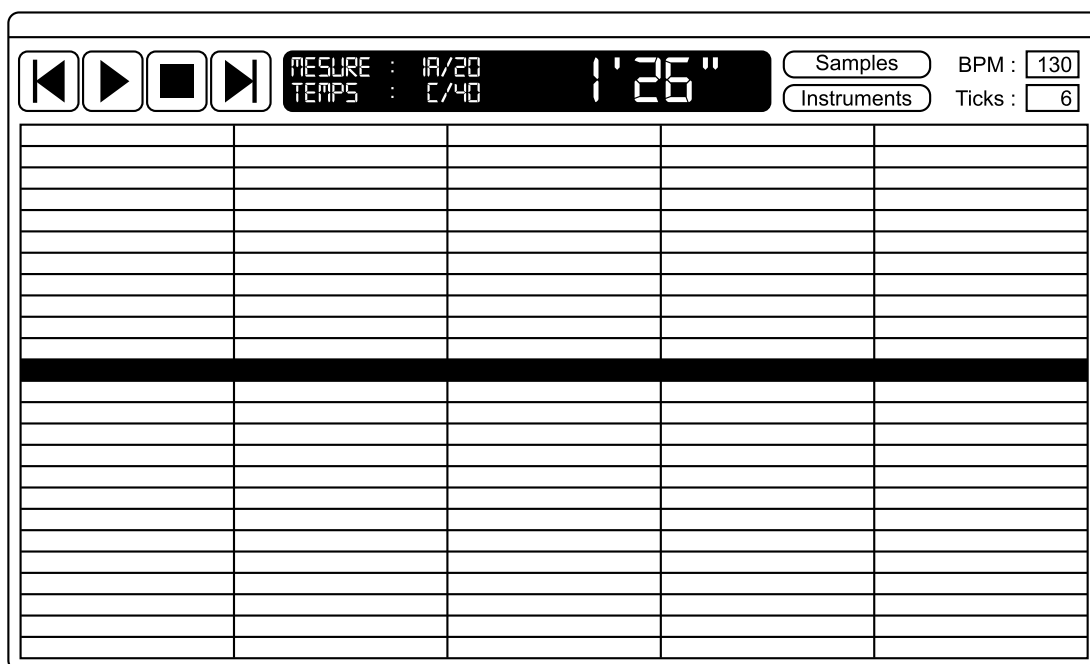 MESURE : 1A/20
TEMPS : C/40
1'26"
Samples
Instruments
BPM : 130
Ticks : 6